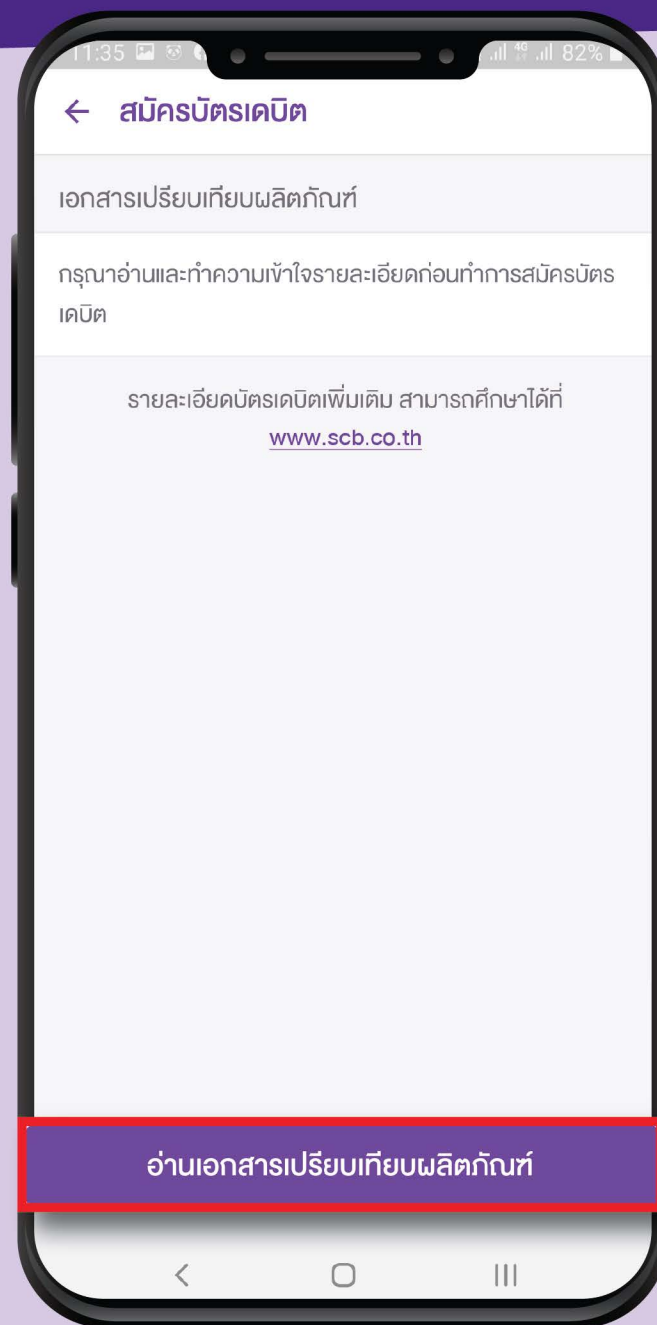 11:35
4G
82%
← สมัครบัตรเดบิต
เอกสารเปรียบเทียบผลิตภัณฑ์
กรุณาอ่านและทำความเข้าใจรายละเอียดก่อนทำการสมัครบัตร
เดบิต
รายละเอียดบัตรเดบิตเพิ่มเติม สามารถศึกษาได้ที่
www.scb.co.th
อ่านเอกสารเปรียบเทียบผลิตภัณฑ์